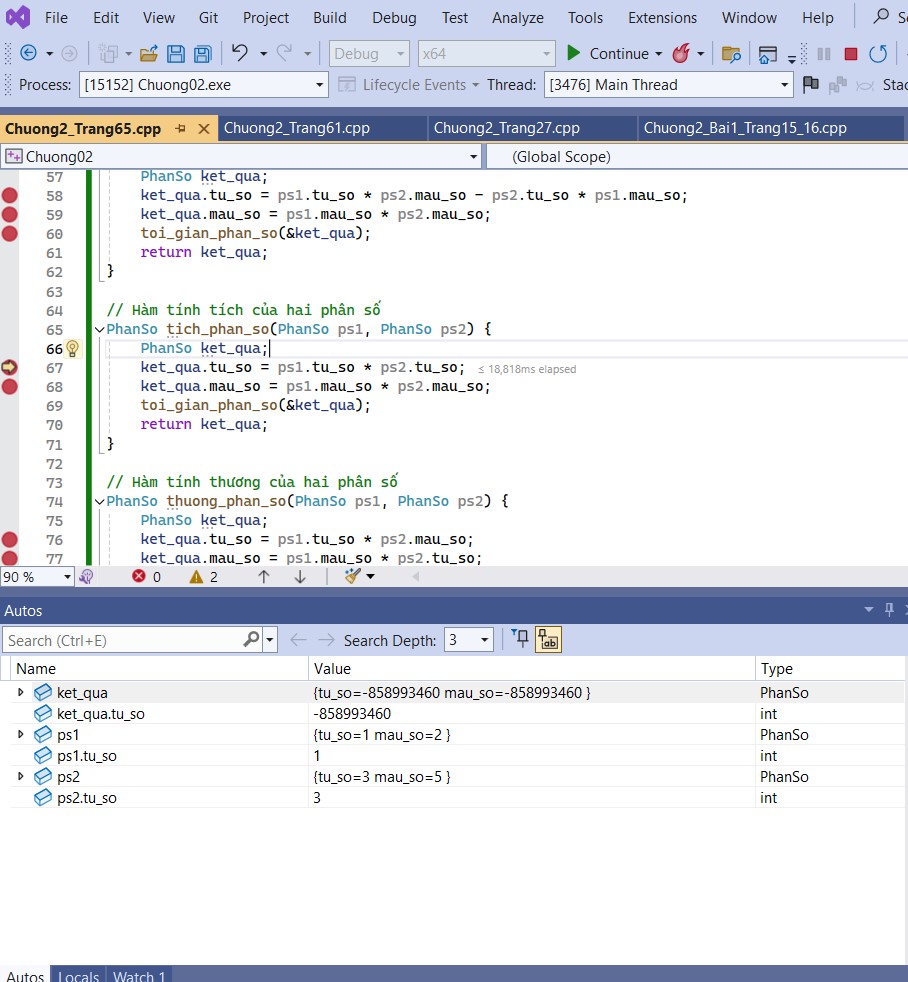 File Edit View Git Project Build Debug Test Analyze Tools Extensions Window Help
Debug x64 Continue
Process: [15152] Chuong02.exe Lifecycle Events Thread: [3476] Main Thread
Chuong2_Trang65.cpp Chuong2_Trang61.cpp Chuong2_Trang27.cpp Chuong2_Bai1_Trang15_16.cpp
Chuong02 (Global Scope)
57 PhanSo ket_qua;
58 ket_qua.tu_so = ps1.tu_so * ps2.mau_so - ps2.tu_so * ps1.mau_so;
59 ket_qua.mau_so = ps1.mau_so * ps2.mau_so;
60 toi_gian_phan_so(&ket_qua);
61 return ket_qua;
62 }
63
64 // Hàm tính tích của hai phân số
65 PhanSo tich_phan_so(PhanSo ps1, PhanSo ps2) {
66 PhanSo ket_qua;
67 ket_qua.tu_so = ps1.tu_so * ps2.tu_so; ≤ 18,818ms elapsed
68 ket_qua.mau_so = ps1.mau_so * ps2.mau_so;
69 toi_gian_phan_so(&ket_qua);
70 return ket_qua;
71 }
72
73 // Hàm tính thương của hai phân số
74 PhanSo thuong_phan_so(PhanSo ps1, PhanSo ps2) {
75 PhanSo ket_qua;
76 ket_qua.tu_so = ps1.tu_so * ps2.mau_so;
77 ket_qua.mau_so = ps1.mau_so * ps2.tu_so;
90 % 0 2
Autos
Search (Ctrl+E) Search Depth: 3
Name Value Type
ket_qua {tu_so=-858993460 mau_so=-858993460 } PhanSo
ket_qua.tu_so -858993460 int
ps1 {tu_so=1 mau_so=2 } PhanSo
ps1.tu_so 1 int
ps2 {tu_so=3 mau_so=5 } PhanSo
ps2.tu_so 3 int
Autos Locals Watch 1